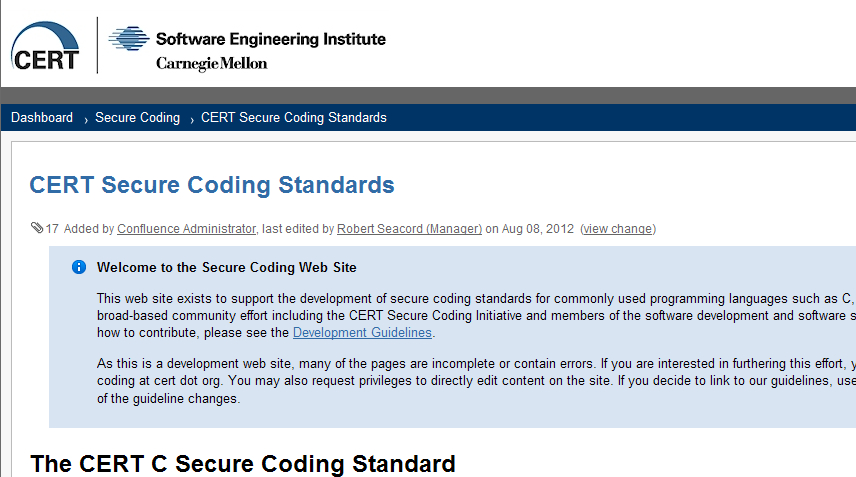 CERT
Software Engineering Institute
Carnegie Mellon
Dashboard › Secure Coding › CERT Secure Coding Standards
CERT Secure Coding Standards
17 Added by Confluence Administrator, last edited by Robert Seacord (Manager) on Aug 08, 2012 (view change)
Welcome to the Secure Coding Web Site
This web site exists to support the development of secure coding standards for commonly used programming languages such as C,
broad-based community effort including the CERT Secure Coding Initiative and members of the software development and software s
how to contribute, please see the Development Guidelines.
As this is a development web site, many of the pages are incomplete or contain errors. If you are interested in furthering this effort, y
coding at cert dot org. You may also request privileges to directly edit content on the site. If you decide to link to our guidelines, use
of the guideline changes.
The CERT C Secure Coding Standard